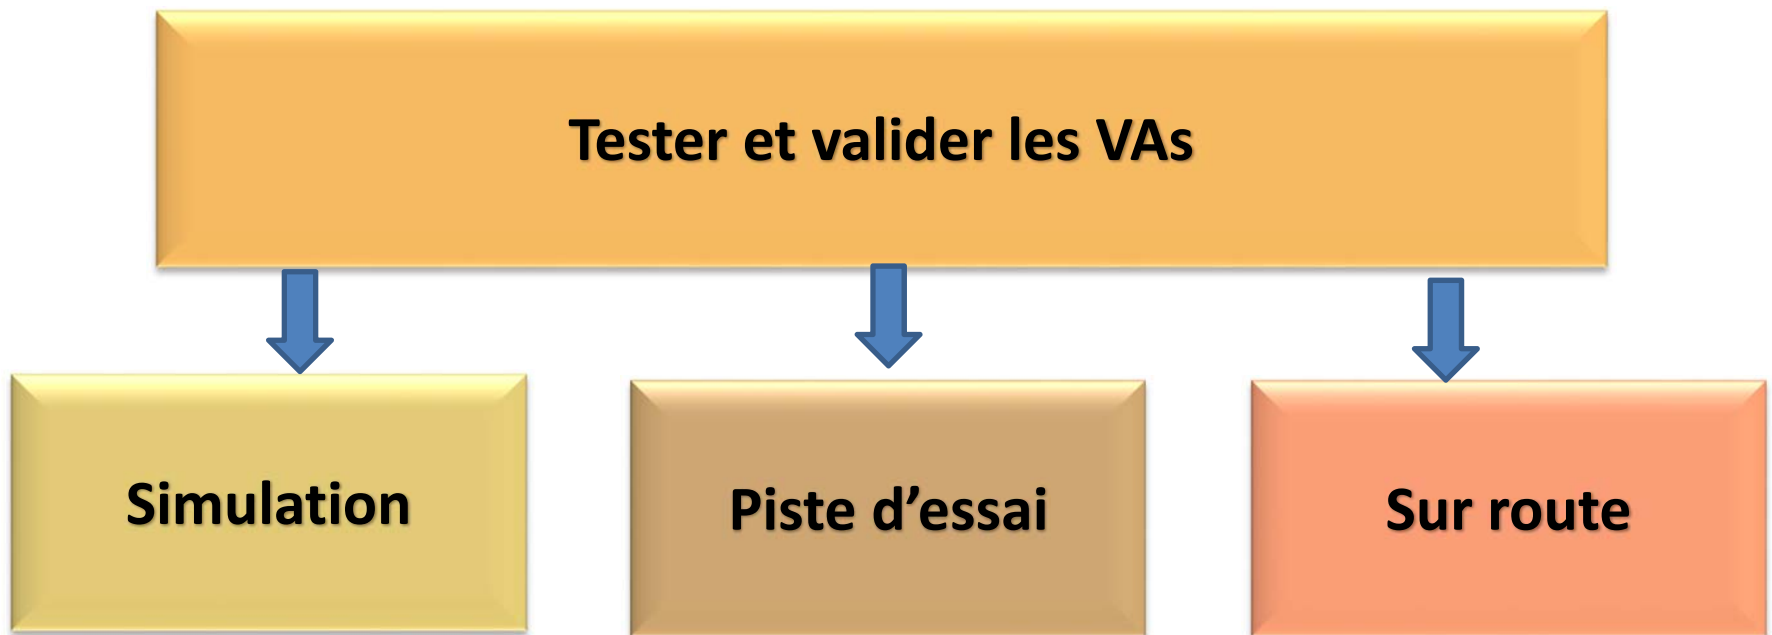 Tester et valider les VAs
Simulation
Piste d’essai
Sur route